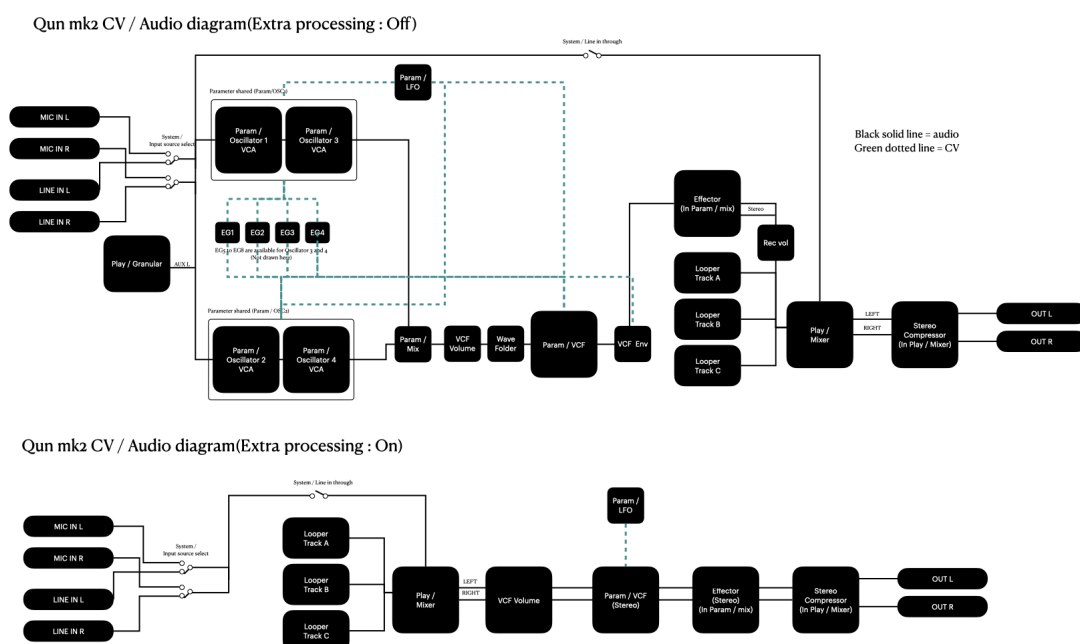 Qun mk2 CV / Audio diagram(Extra processing : Off)
System / Line in through
Param /
LFO
Parameter shared (Param/OSC1)
MIC IN L
MIC IN R
LINE IN L
LINE IN R
System /
Input source select
Param /
Oscillator 1
VCA
Param /
Oscillator 3
VCA
Black solid line = audio
Green dotted line = CV
EG1
EG2
EG3
EG4
EG5 to EG8 are available for Oscillator 3 and 4
(Not drawn here)
Play / Granular
AUX L
Parameter shared (Param / OSC2)
Param /
Oscillator 2
VCA
Param /
Oscillator 4
VCA
Param /
Mix
VCF
Volume
Wave
Folder
Param / VCF
VCF Env
Effector
(In Param / mix)
Stereo
Rec vol
Looper
Track A
Looper
Track B
Looper
Track C
Play /
Mixer
LEFT
RIGHT
Stereo
Compressor
(In Play / Mixer)
OUT L
OUT R
Qun mk2 CV / Audio diagram(Extra processing : On)
System / Line in through
MIC IN L
MIC IN R
LINE IN L
LINE IN R
System /
Input source select
Looper
Track A
Looper
Track B
Looper
Track C
Play /
Mixer
LEFT
RIGHT
VCF Volume
Param /
LFO
Param / VCF
(Stereo)
Effector
(Stereo)
(In Param / mix)
Stereo
Compressor
(In Play / Mixer)
OUT L
OUT R